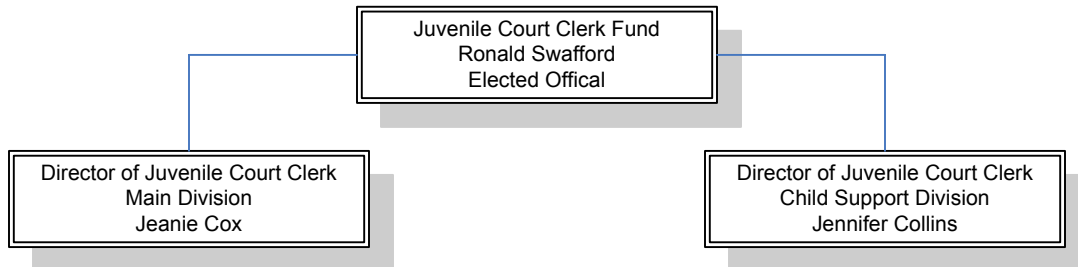 Juvenile Court Clerk Fund
Ronald Swafford
Elected Offical
Director of Juvenile Court Clerk
Main Division
Jeanie Cox
Director of Juvenile Court Clerk
Child Support Division
Jennifer Collins